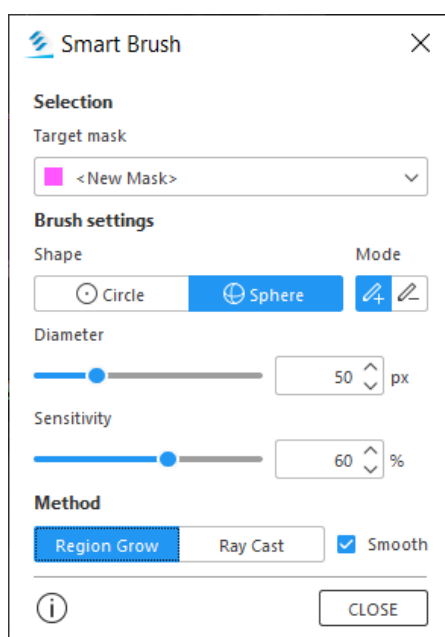 Smart Brush
Selection
Target mask
<New Mask>
Brush settings
Shape Mode
Circle Sphere
Diameter
50 px
Sensitivity
60 %
Method
Region Grow Ray Cast Smooth
CLOSE